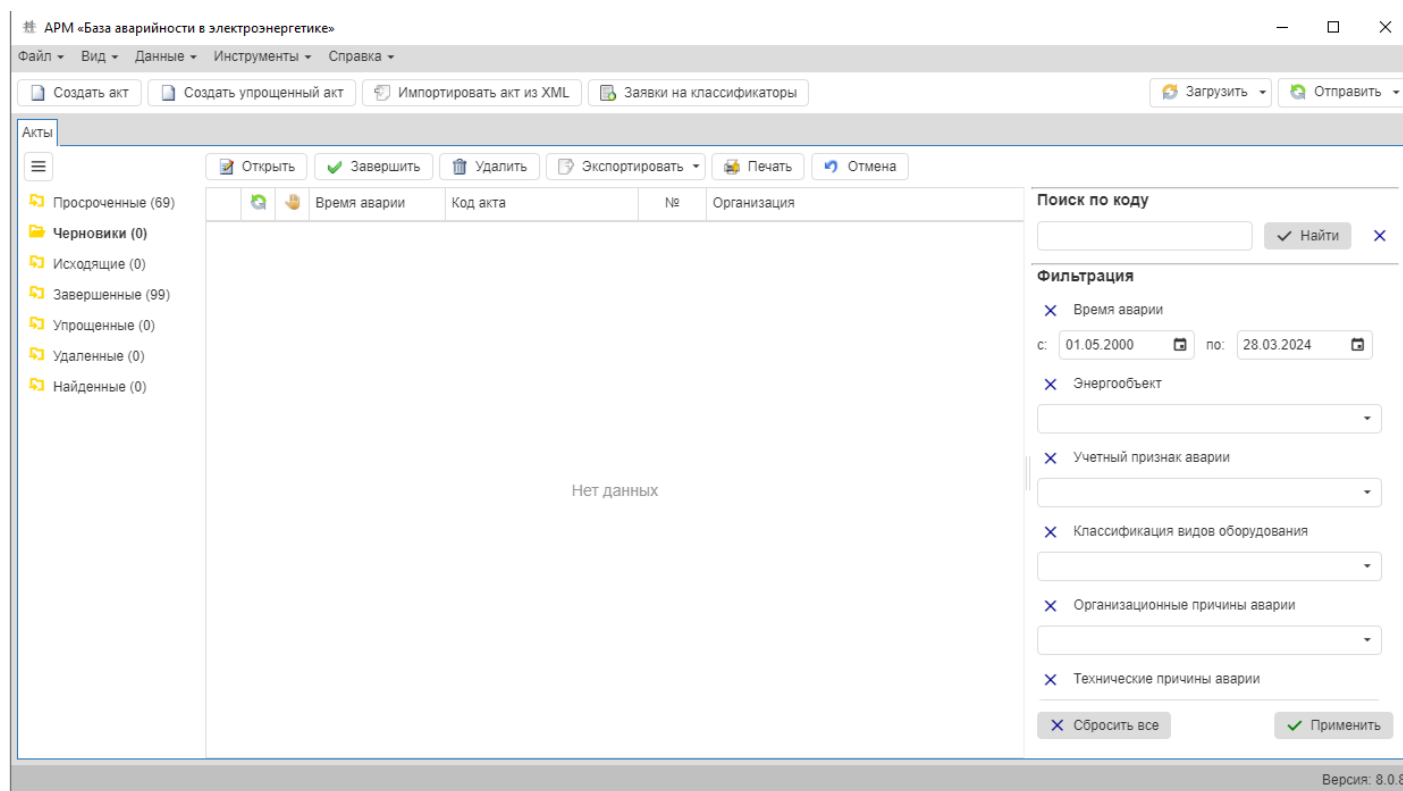 АРМ «База аварийности в электроэнергетике»
Файл Вид Данные Инструменты Справка
Создать акт Создать упрощенный акт Импортировать акт из XML Заявки на классификаторы Загрузить Отправить
Акты
Открыть Завершить Удалить Экспортировать Печать Отмена
Просроченные (69)
Черновики (0)
Исходящие (0)
Завершенные (99)
Упрощенные (0)
Удаленные (0)
Найденные (0)
Время аварии Код акта № Организация
Нет данных
Поиск по коду
Найти
Фильтрация
Время аварии
с: 01.05.2000 по: 28.03.2024
Энергообъект
Учетный признак аварии
Классификация видов оборудования
Организационные причины аварии
Технические причины аварии
Сбросить все Применить
Версия: 8.0.8